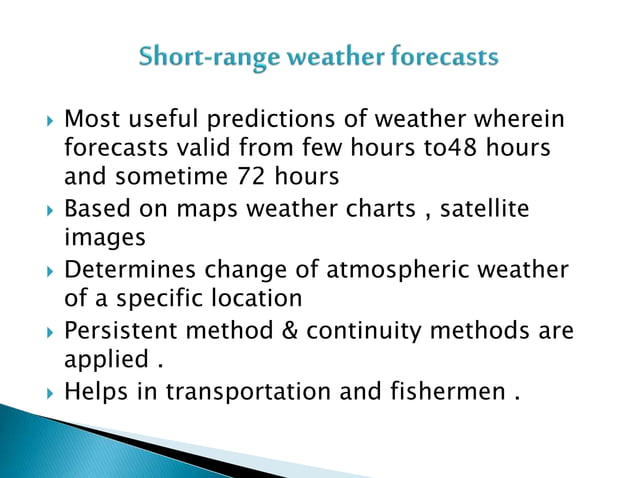 Short-range weather forecasts
Most useful predictions of weather wherein
forecasts valid from few hours to48 hours
and sometime 72 hours
Based on maps weather charts , satellite
images
Determines change of atmospheric weather
of a specific location
Persistent method & continuity methods are
applied .
Helps in transportation and fishermen .